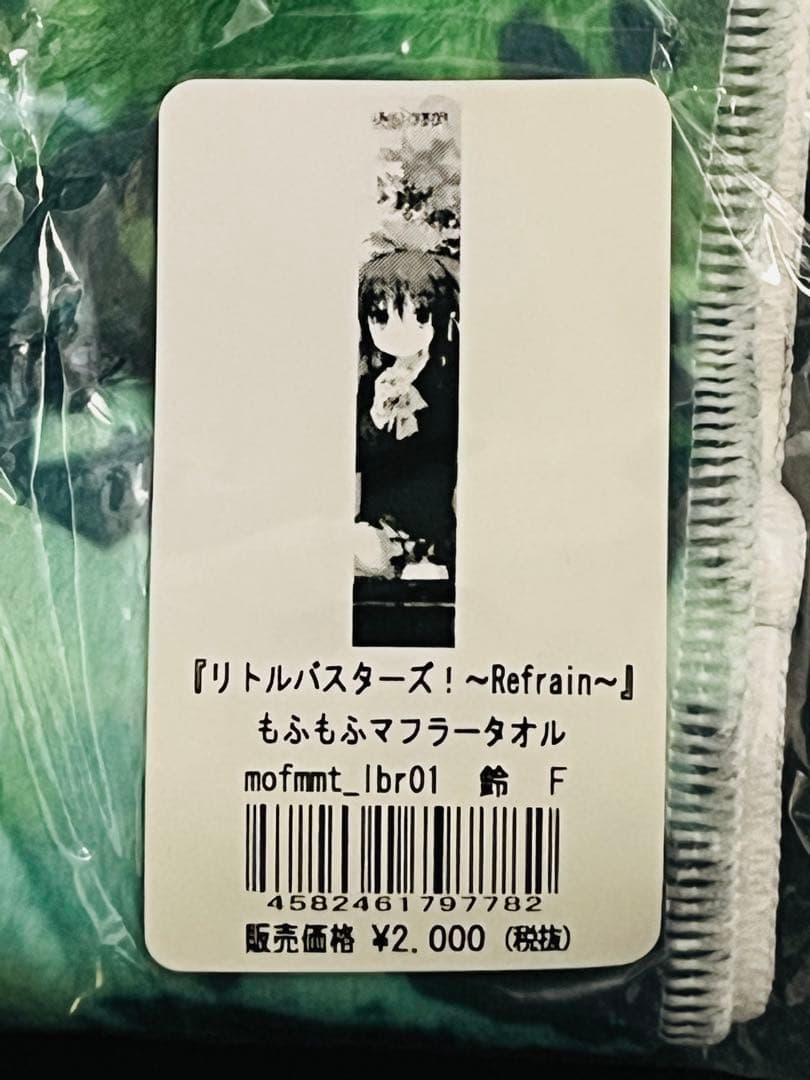 『リトルバスターズ！～Refrain～』
もふもふマフラータオル
mofmmt_lbr01 鈴 F
4582461797782
販売価格 ¥2.000 (税抜)